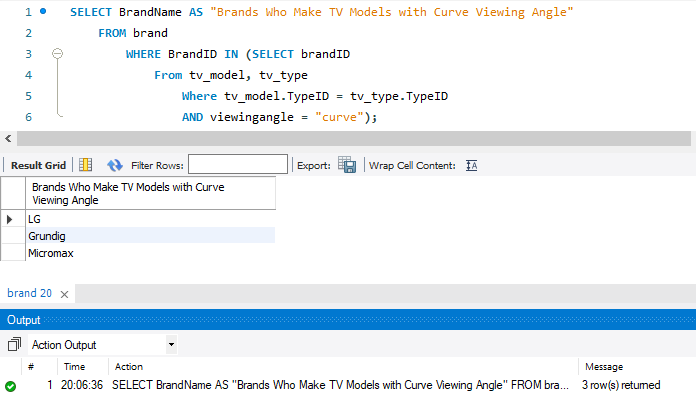 1 SELECT BrandName AS "Brands Who Make TV Models with Curve Viewing Angle"
2 FROM brand
3 WHERE BrandID IN (SELECT brandID
4 From tv_model, tv_type
5 Where tv_model.TypeID = tv_type.TypeID
6 AND viewingangle = "curve");
Result Grid Filter Rows: Export: Wrap Cell Content: IA
Brands Who Make TV Models with Curve
Viewing Angle
LG
Grundig
Micromax
brand 20
Output
Action Output
# Time Action Message
1 20:06:36 SELECT BrandName AS "Brands Who Make TV Models with Curve Viewing Angle" FROM bra... 3 row(s) returned